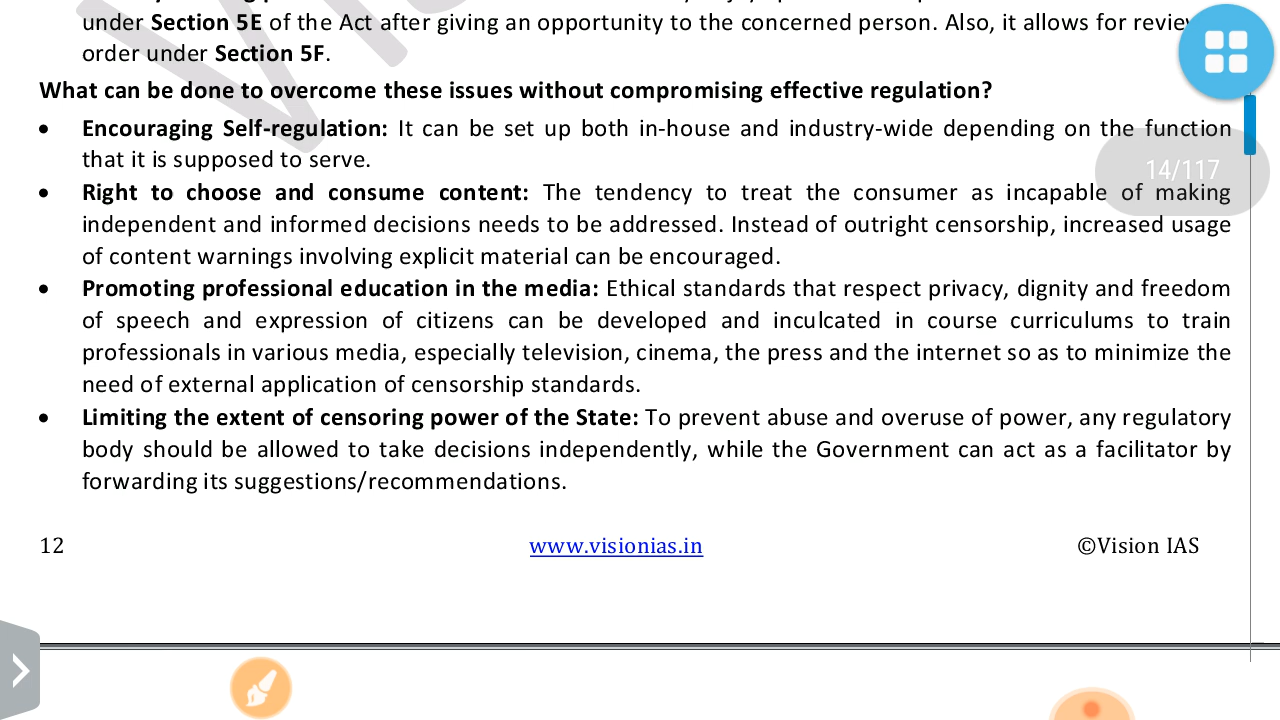 under Section 5E of the Act after giving an opportunity to the concerned person. Also, it allows for review
order under Section 5F.
What can be done to overcome these issues without compromising effective regulation?
• Encouraging Self-regulation: It can be set up both in-house and industry-wide depending on the function
that it is supposed to serve.
14/117
• Right to choose and consume content: The tendency to treat the consumer as incapable of making
independent and informed decisions needs to be addressed. Instead of outright censorship, increased usage
of content warnings involving explicit material can be encouraged.
• Promoting professional education in the media: Ethical standards that respect privacy, dignity and freedom
of speech and expression of citizens can be developed and inculcated in course curriculums to train
professionals in various media, especially television, cinema, the press and the internet so as to minimize the
need of external application of censorship standards.
• Limiting the extent of censoring power of the State: To prevent abuse and overuse of power, any regulatory
body should be allowed to take decisions independently, while the Government can act as a facilitator by
forwarding its suggestions/recommendations.
12 www.visionias.in ©Vision IAS